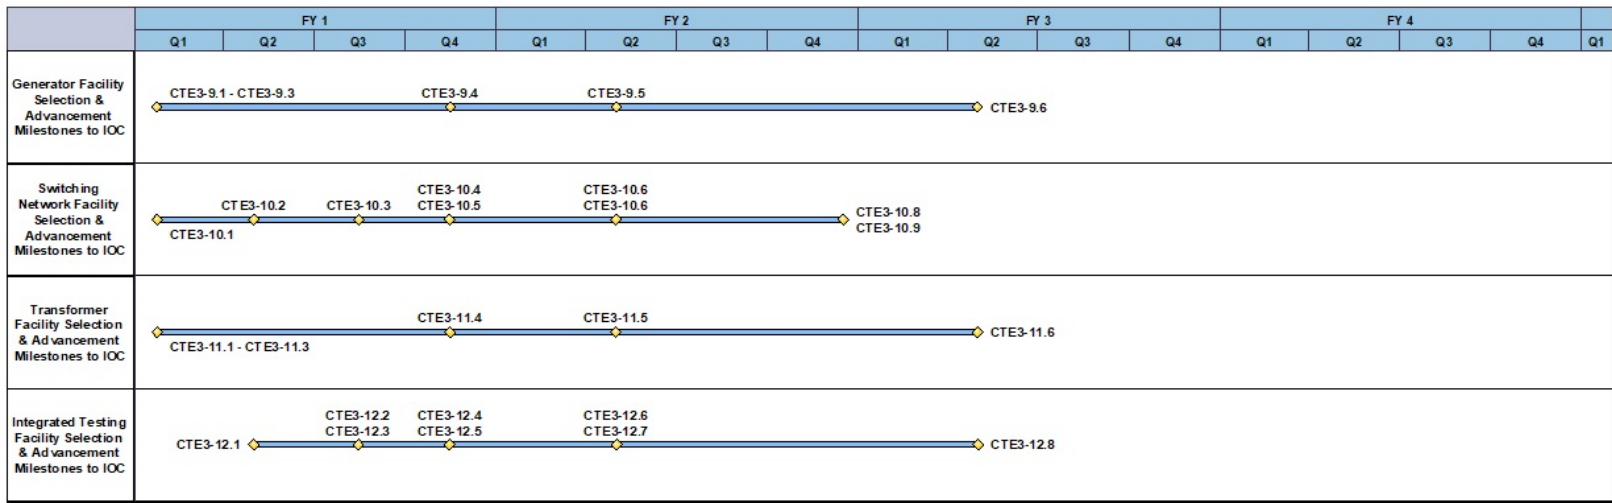 FY 1 FY 2 FY 3 FY 4
Q1 Q2 Q3 Q4 Q1 Q2 Q3 Q4 Q1 Q2 Q3 Q4 Q1 Q2 Q3 Q4 Q1
Generator Facility
Selection &
Advancement
Milestones to IOC
CTE3-9.1 - CTE3-9.3 CTE3-9.4 CTE3-9.5
CTE3-9.6
Switching
Network Facility
Selection &
Advancement
Milestones to IOC
CTE3-10.4 CTE3-10.6
CTE3-10.2 CTE3-10.3 CTE3-10.5 CTE3-10.6
CTE3-10.8
CTE3-10.1 CTE3-10.9
Transformer
Facility Selection
& Advancement
Milestones to IOC
CTE3-11.4 CTE3-11.5
CTE3-11.6
CTE3-11.1 - CTE3-11.3
Integrated Testing
Facility Selection
& Advancement
Milestones to IOC
CTE3-12.2 CTE3-12.4 CTE3-12.6
CTE3-12.3 CTE3-12.5 CTE3-12.7
CTE3-12.1 CTE3-12.8